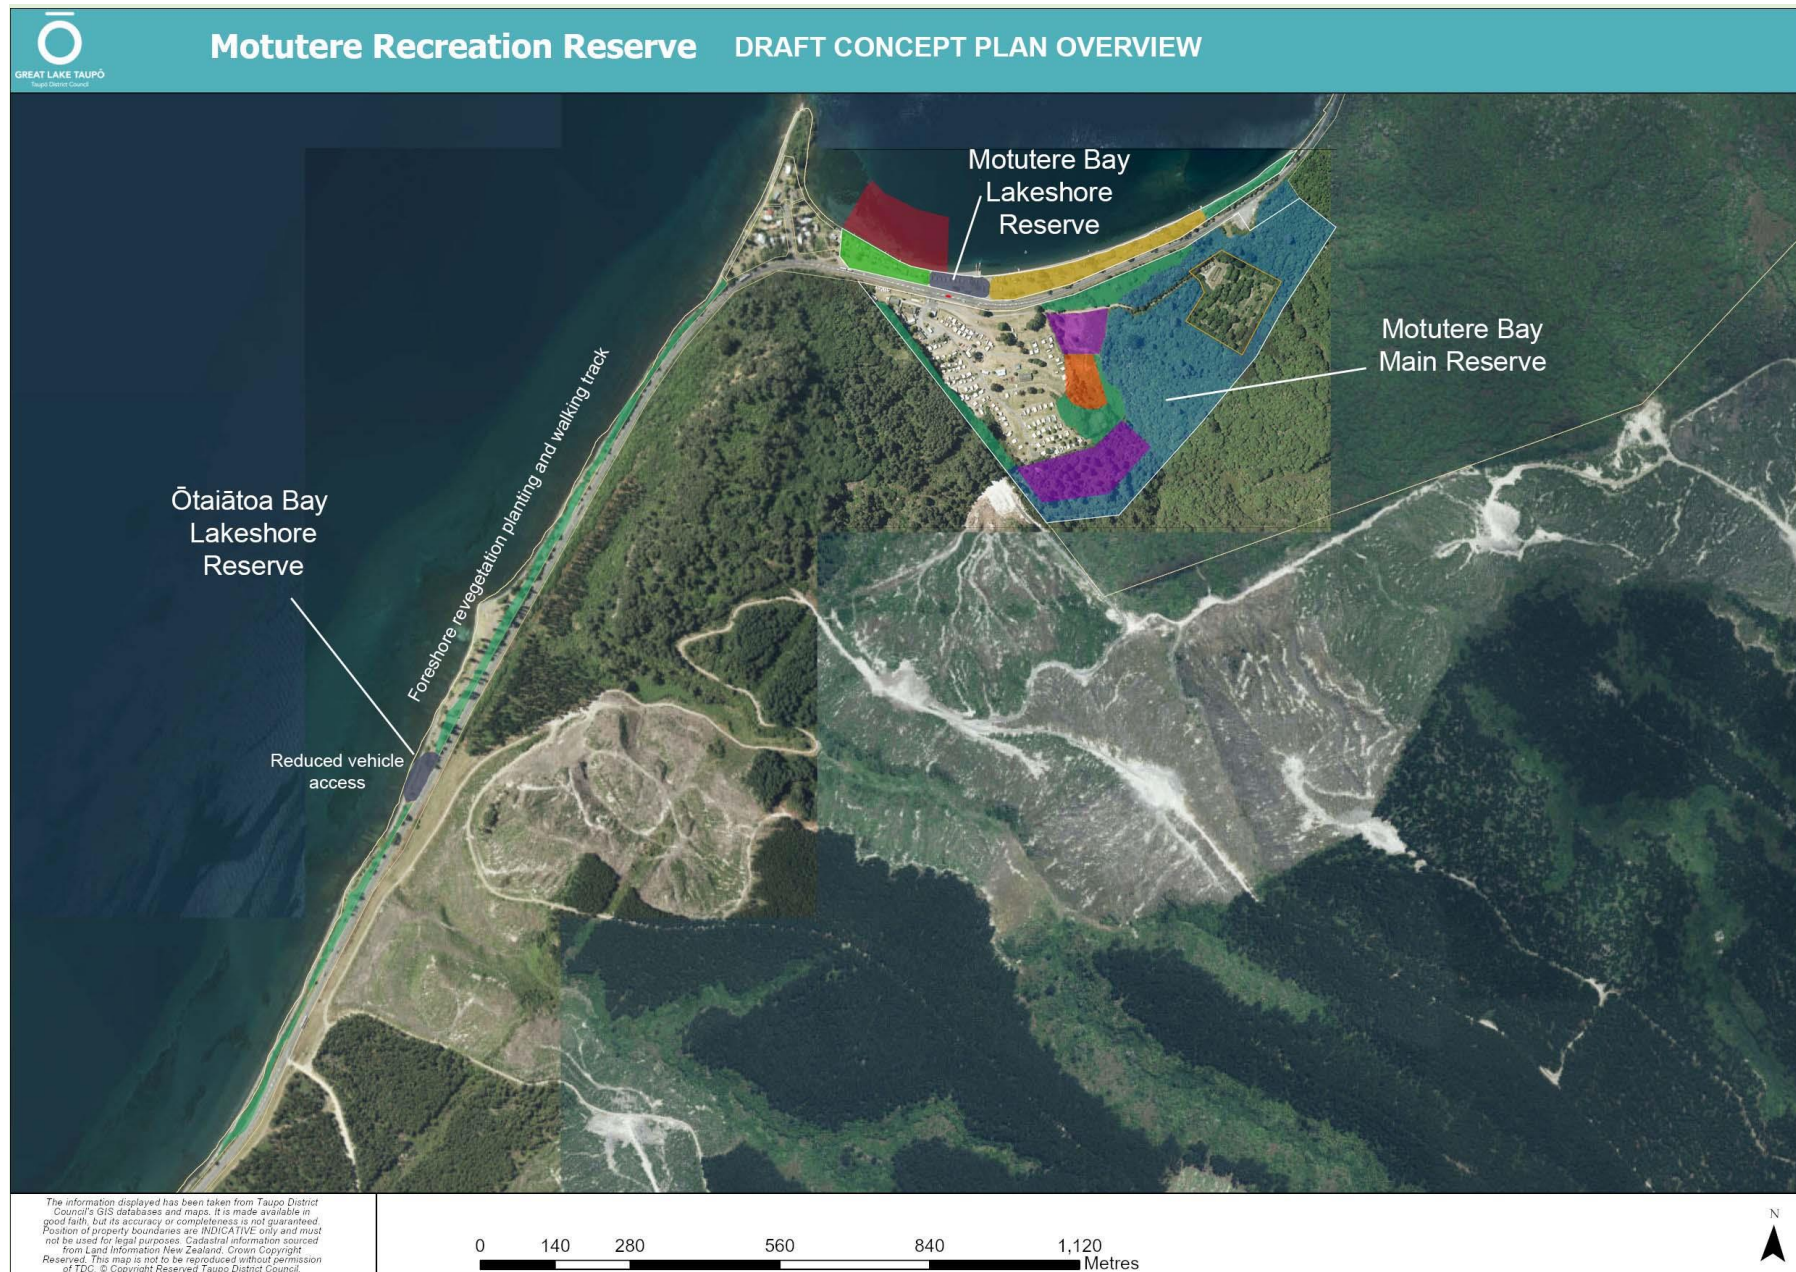 GREAT LAKE TAUPŌ
Taupō District Council
Motutere Recreation Reserve DRAFT CONCEPT PLAN OVERVIEW
Motutere Bay
Lakeshore
Reserve
Motutere Bay
Main Reserve
Ōtaiātoa Bay
Lakeshore
Reserve
Foreshore revegetation planting and walking track
Reduced vehicle
access
The information displayed has been taken from Taupo District
Council's GIS databases and maps. It is made available in
good faith, but its accuracy or completeness is not guaranteed.
Position of property boundaries are INDICATIVE only and must
not be used for legal purposes. Cadastral information sourced
from Land Information New Zealand. Crown Copyright
Reserved. This map is not to be reproduced without permission
of TDC. © Copyright Reserved Taupo District Council.
0 140 280 560 840 1,120
Metres
N